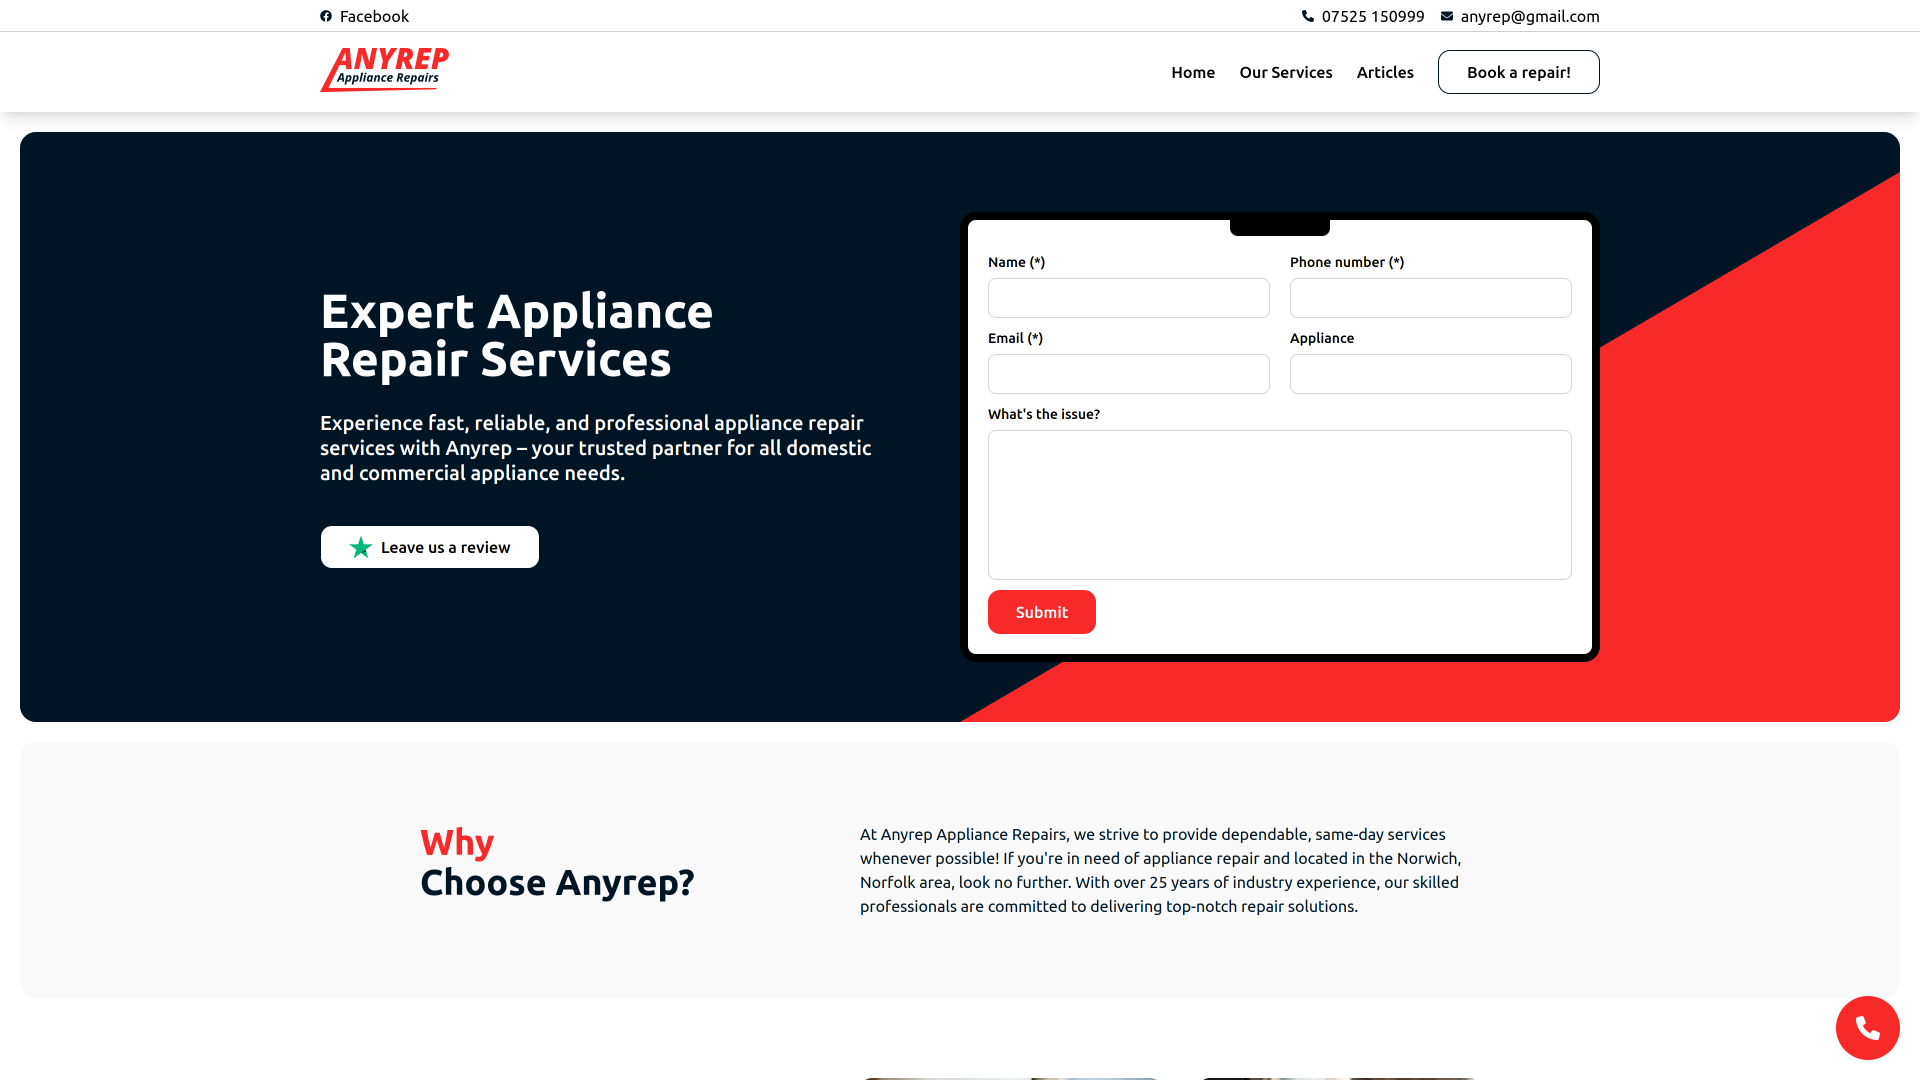 Facebook
07525 150999
anyrep@gmail.com
ANYREP
Appliance Repairs
Home
Our Services
Articles
Book a repair!
Expert Appliance
Repair Services
Experience fast, reliable, and professional appliance repair
services with Anyrep – your trusted partner for all domestic
and commercial appliance needs.
Leave us a review
Name (*)
Phone number (*)
Email (*)
Appliance
What's the issue?
Submit
Why
Choose Anyrep?
At Anyrep Appliance Repairs, we strive to provide dependable, same-day services
whenever possible! If you're in need of appliance repair and located in the Norwich,
Norfolk area, look no further. With over 25 years of industry experience, our skilled
professionals are committed to delivering top-notch repair solutions.